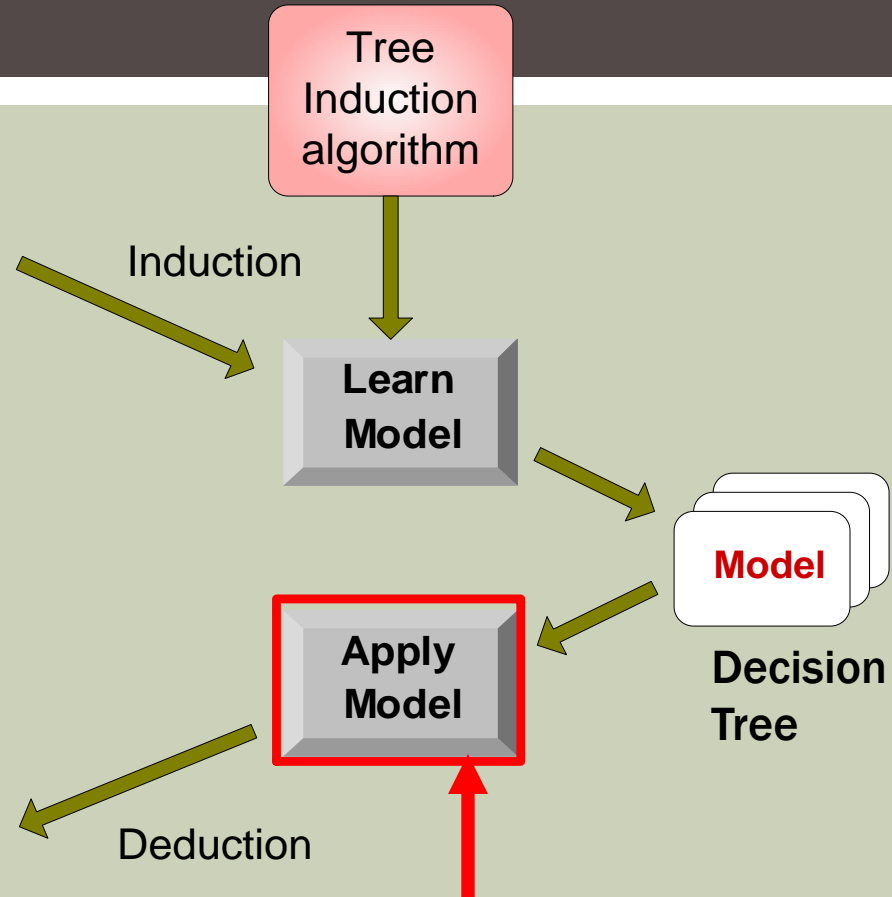 Tree
Induction
algorithm
Induction
Learn
Model
Model
Apply
Model
Decision
Tree
Deduction